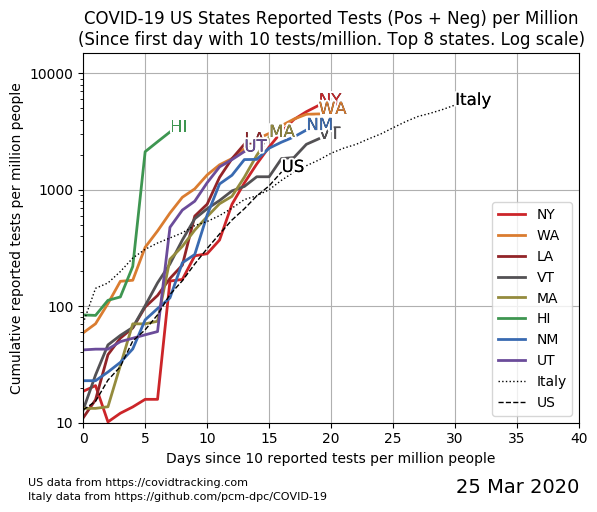 COVID-19 US States Reported Tests (Pos + Neg) per Million
(Since first day with 10 tests/million. Top 8 states. Log scale)
Cumulative reported tests per million people
10000
1000
100
10
HI
UT
LA
MA
US
NY
WA
NM
VT
Italy
NY
WA
LA
VT
MA
HI
NM
UT
Italy
US
0 5 10 15 20 25 30 35 40
Days since 10 reported tests per million people
US data from https://covidtracking.com
Italy data from https://github.com/pcm-dpc/COVID-19
25 Mar 2020